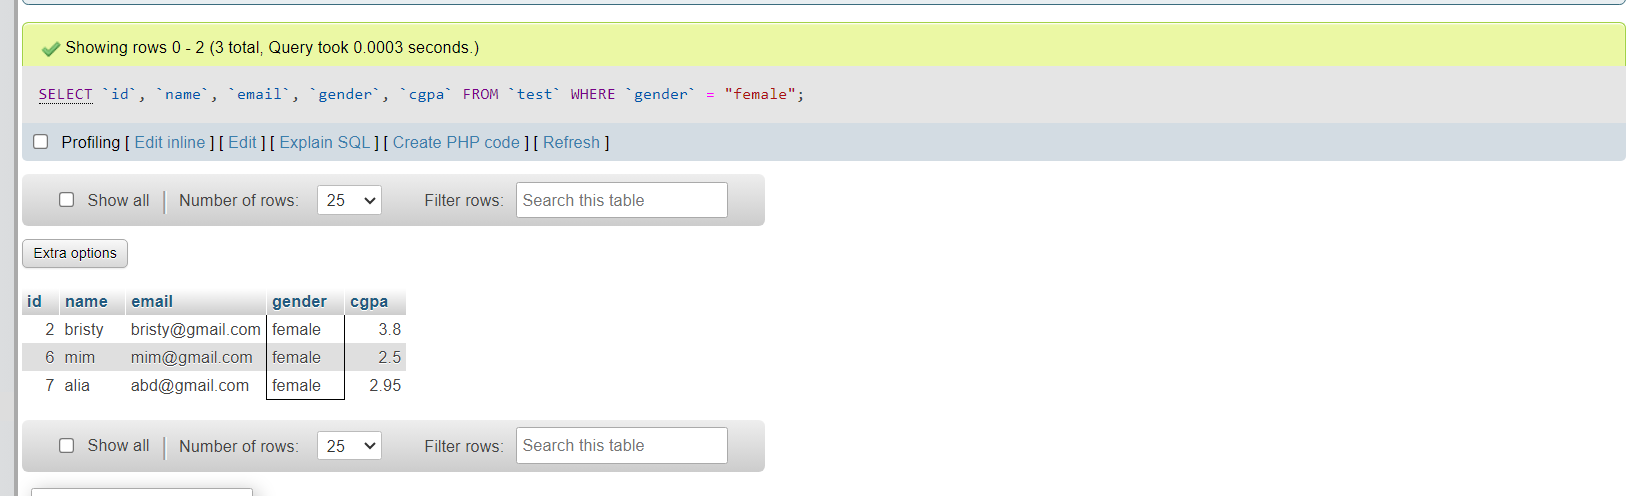 Showing rows 0 - 2 (3 total, Query took 0.0003 seconds.)
SELECT `id`, `name`, `email`, `gender`, `cgpa` FROM `test` WHERE `gender` = "female";
Profiling [ Edit inline ] [ Edit ] [ Explain SQL ] [ Create PHP code ] [ Refresh ]
Show all | Number of rows: 25 Filter rows: Search this table
Extra options
id name email gender cgpa
2 bristy bristy@gmail.com female 3.8
6 mim mim@gmail.com female 2.5
7 alia abd@gmail.com female 2.95
Show all | Number of rows: 25 Filter rows: Search this table